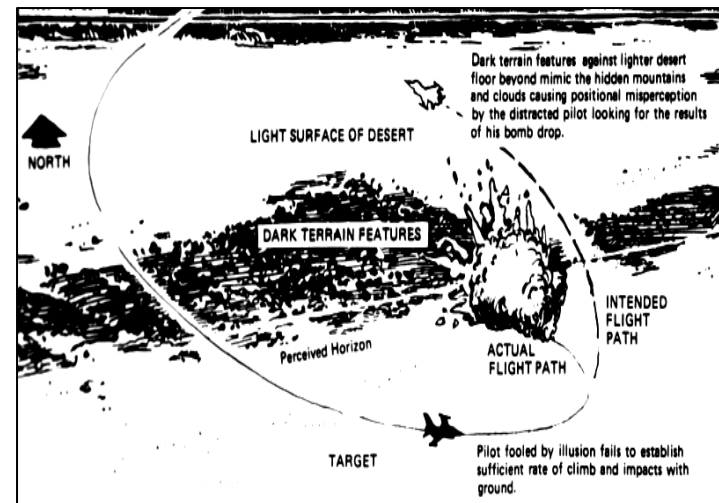 Dark terrain features against lighter desert
floor beyond mimic the hidden mountains
and clouds causing positional misperception
by the distracted pilot looking for the results
of his bomb drop.
LIGHT SURFACE OF DESERT
NORTH
DARK TERRAIN FEATURES
INTENDED
FLIGHT
PATH
Perceived Horizon
ACTUAL
FLIGHT PATH
TARGET
Pilot fooled by illusion fails to establish
sufficient rate of climb and impacts with
ground.